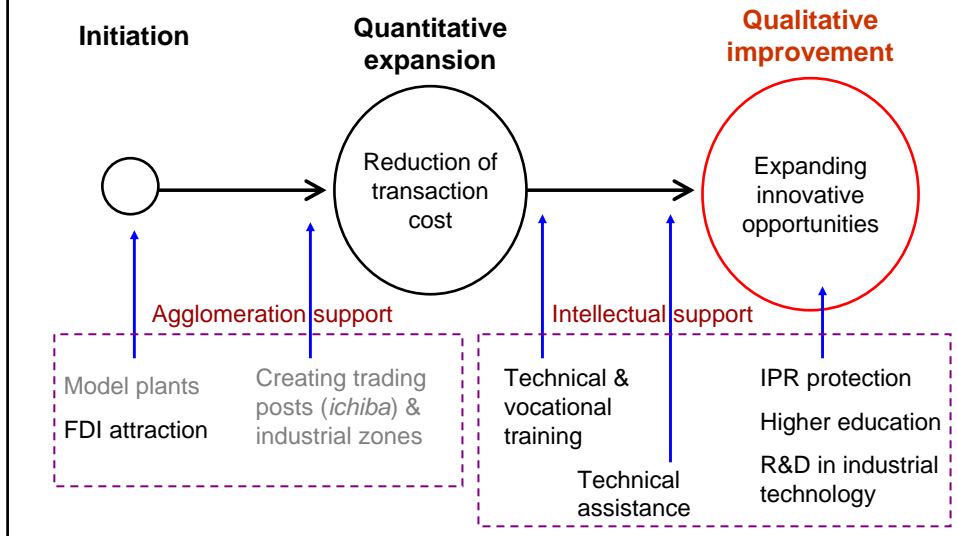 Initiation
Quantitative
expansion
Qualitative
improvement
Reduction of
transaction
cost
Expanding
innovative
opportunities
Agglomeration support
Intellectual support
Model plants
FDI attraction
Creating trading
posts (ichiba) &
industrial zones
Technical &
vocational
training
Technical
assistance
IPR protection
Higher education
R&D in industrial
technology